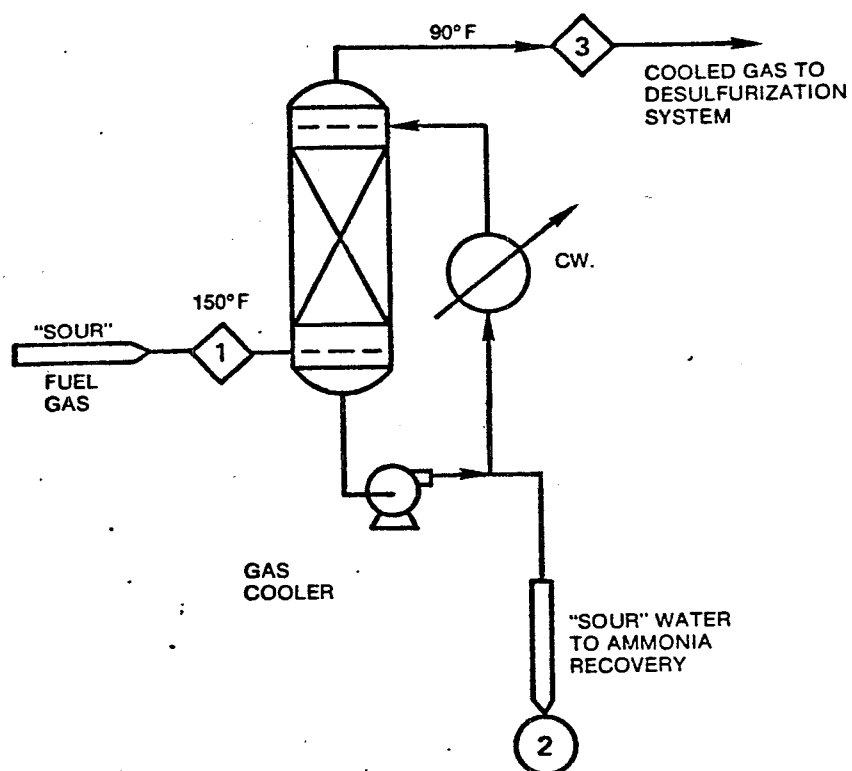 90°F
3
COOLED GAS TO
DESULFURIZATION
SYSTEM
CW.
150°F
"SOUR"
1
FUEL
GAS
GAS
COOLER
"SOUR" WATER
TO AMMONIA
RECOVERY
2